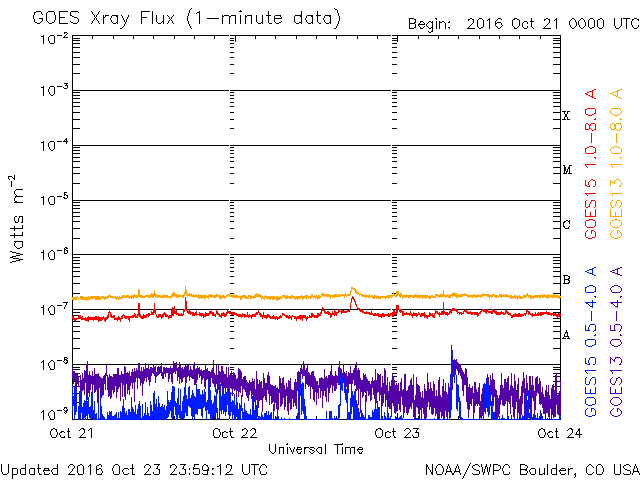 GOES Xray Flux (1-minute data)
Begin: 2016 Oct 21 0000 UTC
10-2
10-3
10-4
10-5
10-6
10-7
10-8
10-9
Watts m-2
X
M
C
B
A
GOES15 1.0-8.0 A
GOES13 1.0-8.0 A
GOES15 0.5-4.0 A
GOES13 0.5-4.0 A
Oct 21
Oct 22
Oct 23
Oct 24
Universal Time
Updated 2016 Oct 23 23:59:12 UTC
NOAA/SWPC Boulder, CO USA